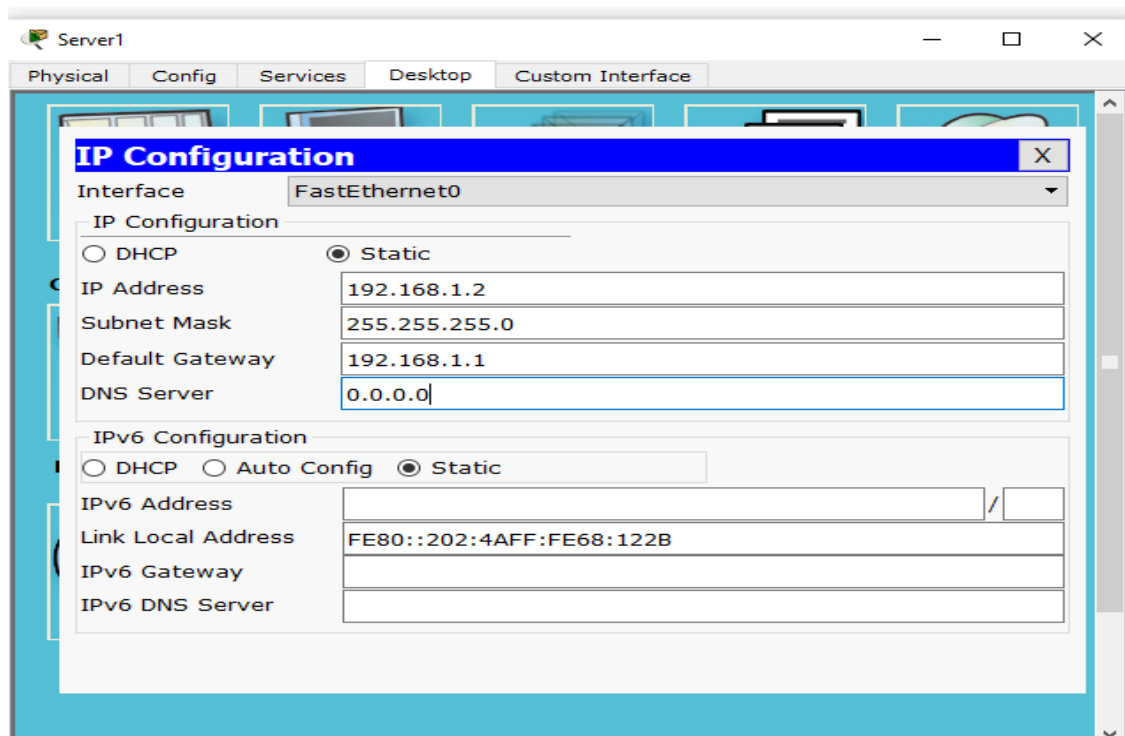 Server1
Physical Config Services Desktop Custom Interface
IP Configuration X
Interface FastEthernet0
IP Configuration
DHCP Static
IP Address 192.168.1.2
Subnet Mask 255.255.255.0
Default Gateway 192.168.1.1
DNS Server 0.0.0.0
IPv6 Configuration
DHCP Auto Config Static
IPv6 Address /
Link Local Address FE80::202:4AFF:FE68:122B
IPv6 Gateway
IPv6 DNS Server